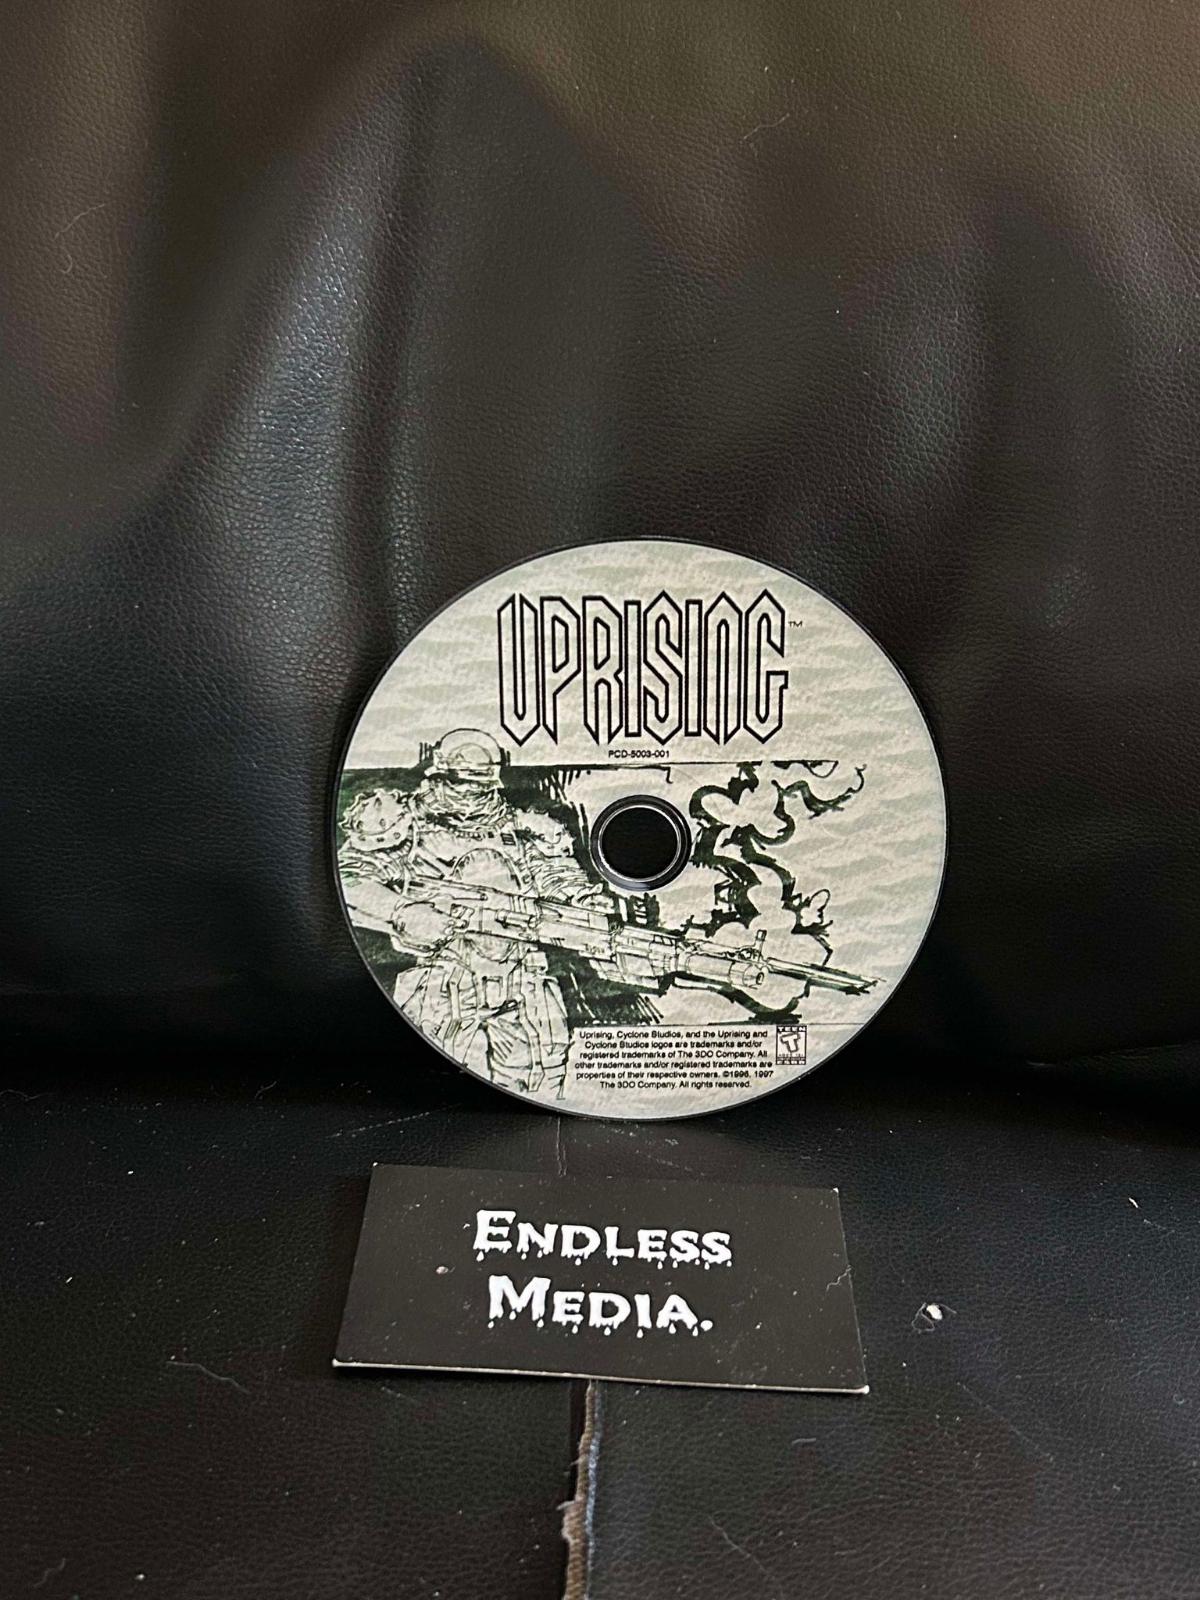 UPRISING™
PCD-5003-001
Uprising, Cyclone Studios, and the Uprising and
Cyclone Studios logos are trademarks and/or
registered trademarks of The 3DO Company. All
other trademarks and/or registered trademarks are
properties of their respective owners. ©1996, 1997
The 3DO Company. All rights reserved.
TEEN
T
ENDLESS
MEDIA.